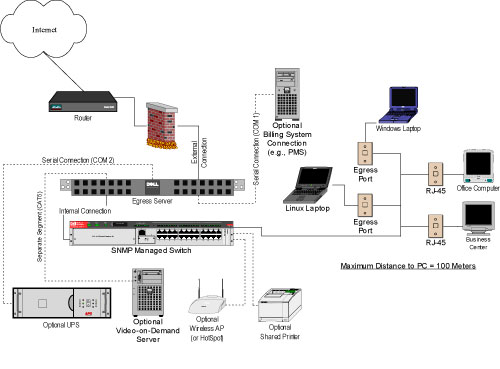 Internet
Router
External
Connection
Serial Connection (COM 1)
Optional
Billing System
Connection
(e.g., PMS)
Windows Laptop
Serial Connection (COM 2)
DELL
Egress Server
Internal Connection
Separate Segment (CAT5)
SNMP Managed Switch
Linux Laptop
Egress
Port
Egress
Port
RJ-45
Office Computer
RJ-45
Business
Center
Maximum Distance to PC = 100 Meters
Optional UPS
APC
Optional
Video-on-Demand
Server
Optional
Wireless AP
(or HotSpot)
Optional
Shared Printer